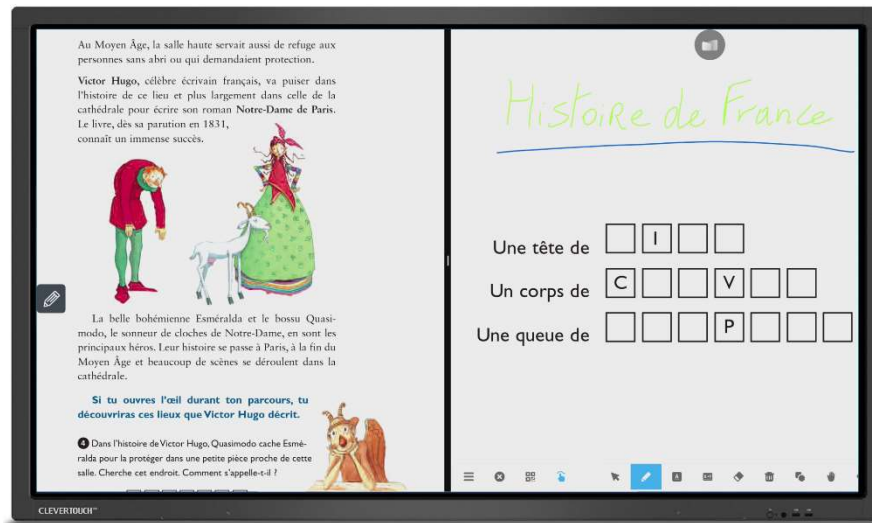 Au Moyen Âge, la salle haute servait aussi de refuge aux
personnes sans abri ou qui demandaient protection.
Victor Hugo, célèbre écrivain français, va puiser dans
l'histoire de ce lieu et plus largement dans celle de la
cathédrale pour écrire son roman Notre-Dame de Paris.
Le livre, dès sa parution en 1831,
connaît un immense succès.
La belle bohémienne Esméralda et le bossu Quasi-
modo, le sonneur de cloches de Notre-Dame, en sont les
principaux héros. Leur histoire se passe à Paris, à la fin du
Moyen Âge et beaucoup de scènes se déroulent dans la
cathédrale.
Si tu ouvres l'œil durant ton parcours, tu
découvriras ces lieux que Victor Hugo décrit.
4 Dans l'histoire de Victor Hugo, Quasimodo cache Esmé-
ralda pour la protéger dans une petite pièce proche de cette
salle. Cherche cet endroit. Comment s'appelle-t-il ?
Histoire de France
Une tête de I
Un corps de C V
Une queue de P
CLEVERTOUCH™